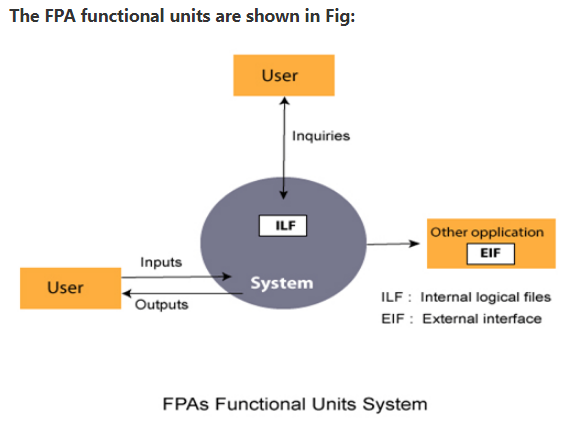 The FPA functional units are shown in Fig:
User
Inquiries
ILF
Other opplication
EIF
Inputs
System
User
Outputs
ILF : Internal logical files
EIF : External interface
FPAs Functional Units System